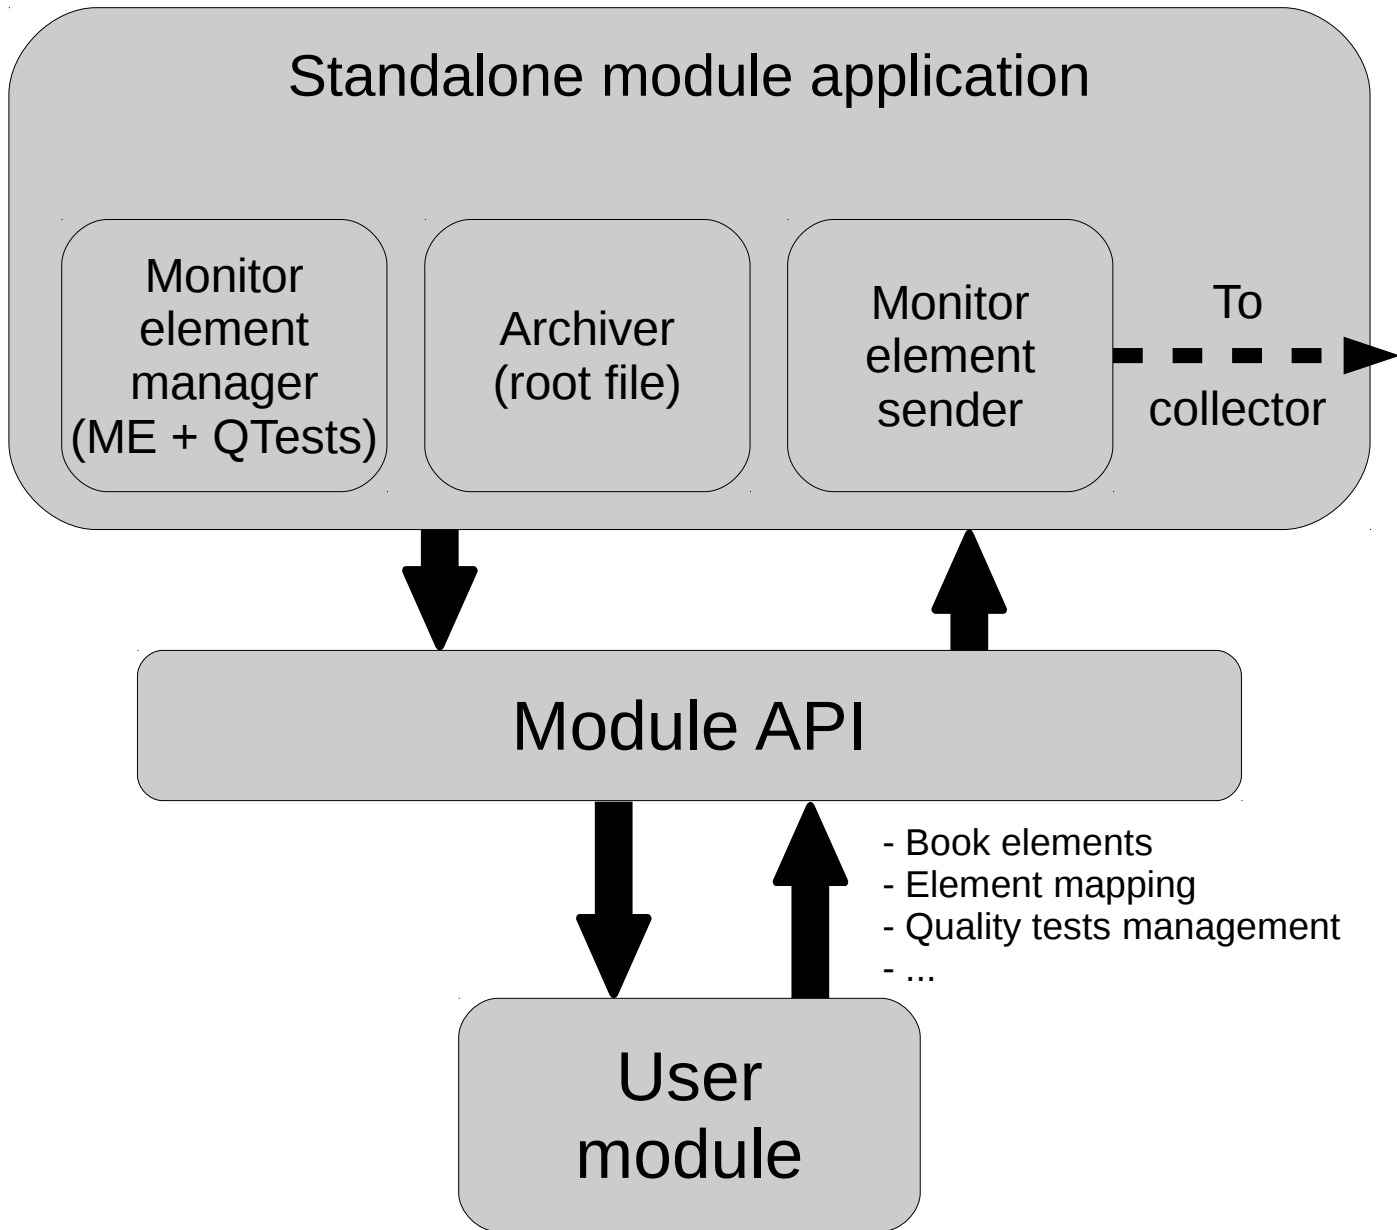 Standalone module application
Monitor
element
manager
(ME + QTests)
Archiver
(root file)
Monitor
element
sender
To
collector
Module API
- Book elements
- Element mapping
- Quality tests management
- ...
User
module